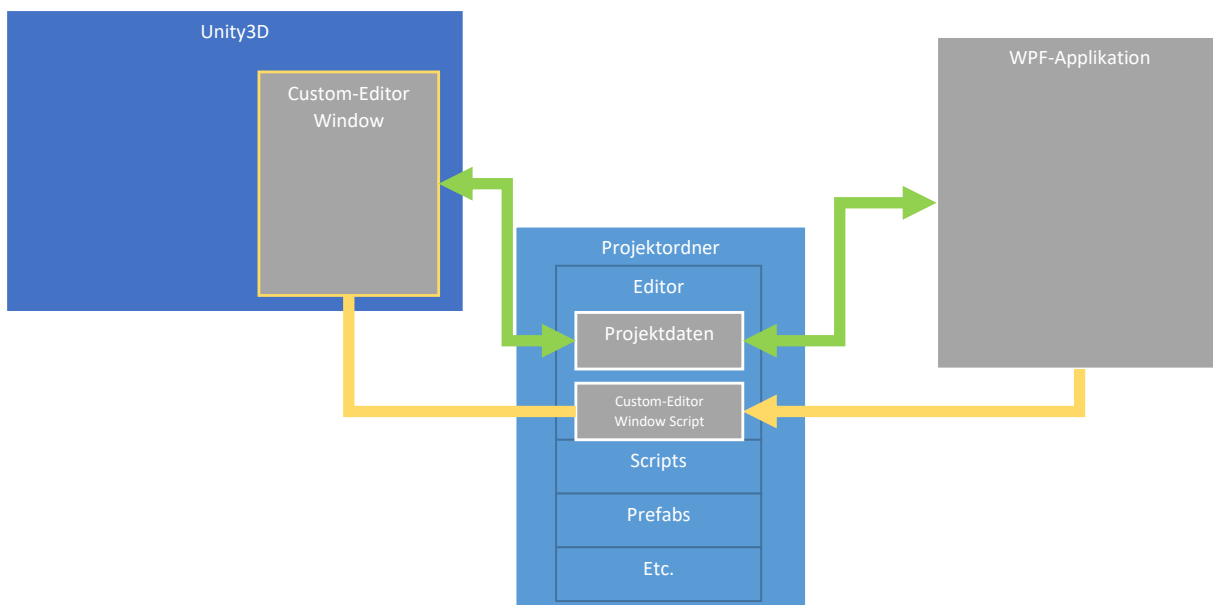 Unity3D
Custom-Editor
Window
WPF-Applikation
Projektordner
Editor
Projektdaten
Custom-Editor
Window Script
Scripts
Prefabs
Etc.